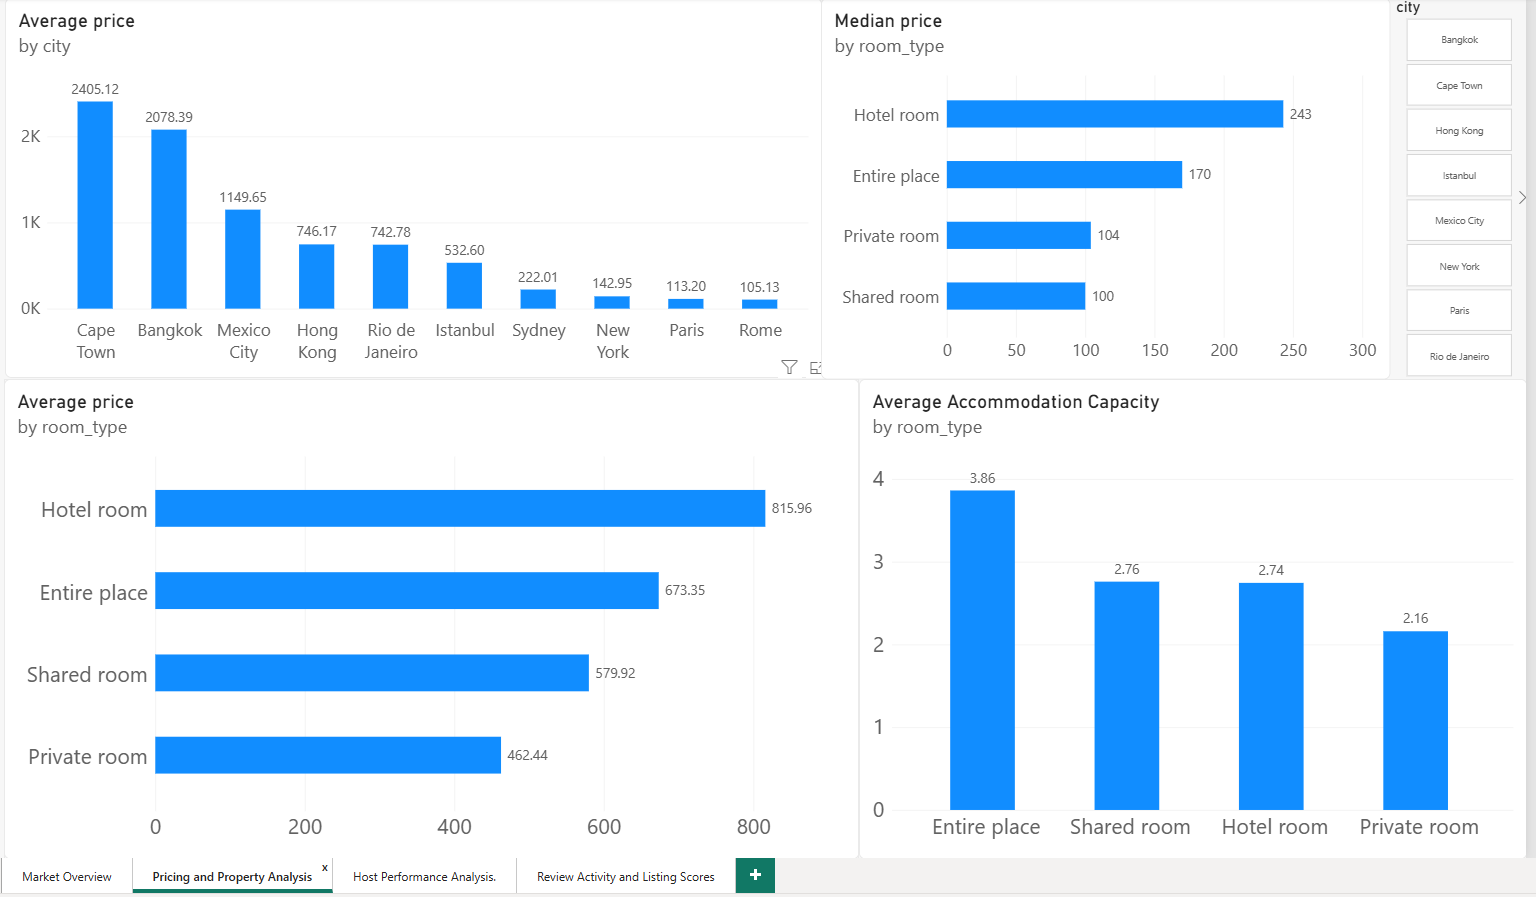 Average price
by city
2405.12
2078.39
1149.65
746.17
742.78
532.60
222.01
142.95
113.20
105.13
2K
1K
0K
Cape Town
Bangkok
Mexico City
Hong Kong
Rio de Janeiro
Istanbul
Sydney
New York
Paris
Rome
Median price
by room_type
Hotel room
243
Entire place
170
Private room
104
Shared room
100
0 50 100 150 200 250 300
city
Bangkok
Cape Town
Hong Kong
Istanbul
Mexico City
New York
Paris
Rio de Janeiro
Average price
by room_type
Hotel room
815.96
Entire place
673.35
Shared room
579.92
Private room
462.44
0 200 400 600 800
Average Accommodation Capacity
by room_type
4
3
2
1
0
3.86
2.76
2.74
2.16
Entire place
Shared room
Hotel room
Private room
Market Overview
Pricing and Property Analysis
x
Host Performance Analysis.
Review Activity and Listing Scores
+